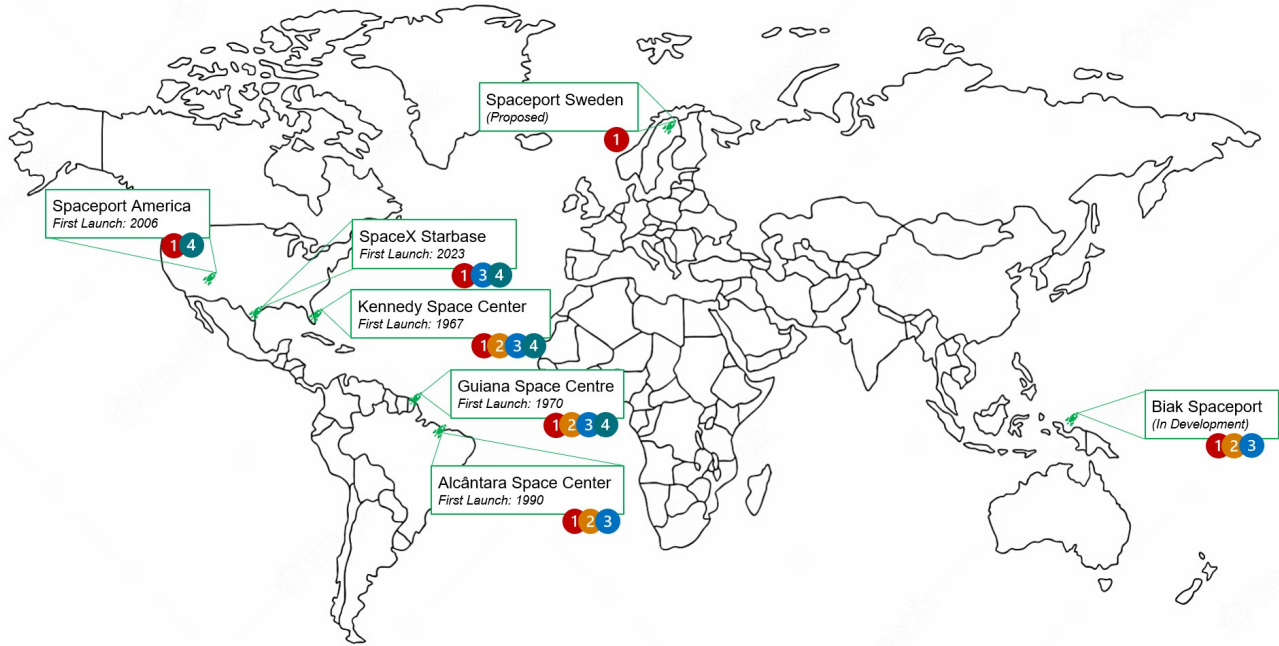 Spaceport Sweden
(Proposed)
1
Spaceport America
First Launch: 2006
1 4
SpaceX Starbase
First Launch: 2023
1 3 4
Kennedy Space Center
First Launch: 1967
1 2 3 4
Guiana Space Centre
First Launch: 1970
1 2 3 4
Biak Spaceport
(In Development)
1 2 3
Alcântara Space Center
First Launch: 1990
1 2 3